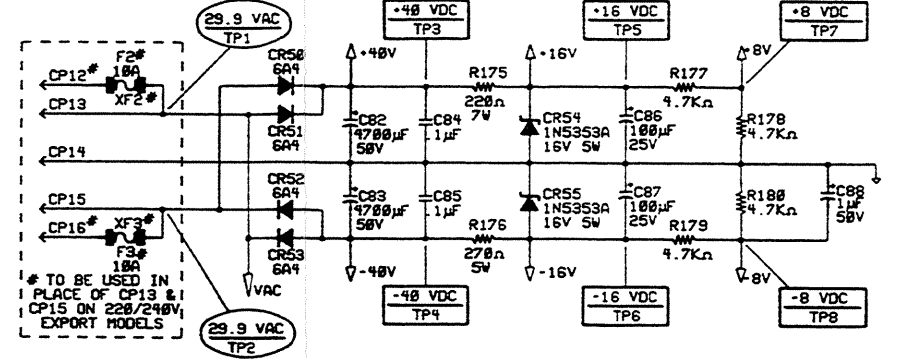 29.9 VAC
TP1
+40 VDC
TP3
+16 VDC
TP5
+8 VDC
TP7
F2#
10A
CP12#
XF2#
CP13
CP14
CP15
CP16#
XF3#
F3#
10A
# TO BE USED IN
PLACE OF CP13 &
CP15 ON 220/240V
EXPORT MODELS
CR50
6A4
CR51
6A4
CR52
6A4
CR53
6A4
VAC
29.9 VAC
TP2
+40V
C82
4700µF
50V
C84
.1µF
C83
4700µF
50V
C85
.1µF
-40V
R175
220Ω
7W
R176
270Ω
5W
+16V
CR54
1N5353A
16V 5W
C86
100µF
25V
CR55
1N5353A
16V 5W
C87
100µF
25V
-16V
R177
4.7KΩ
R179
4.7KΩ
+8V
R178
4.7KΩ
R180
4.7KΩ
C88
1µF
50V
-8V
-40 VDC
TP4
-16 VDC
TP6
-8 VDC
TP8